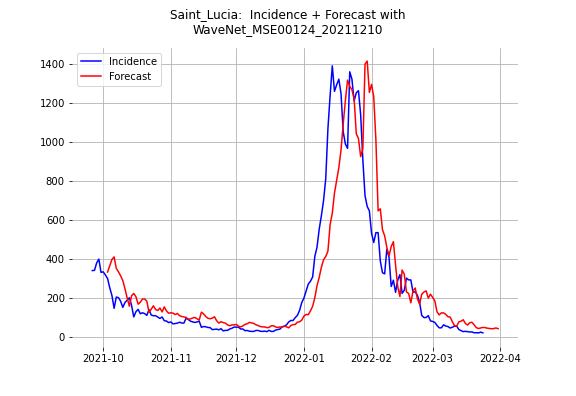 Saint_Lucia:  Incidence + Forecast with
WaveNet_MSE00124_20211210
Incidence
Forecast
1400
1200
1000
800
600
400
200
0
2021-10 2021-11 2021-12 2022-01 2022-02 2022-03 2022-04